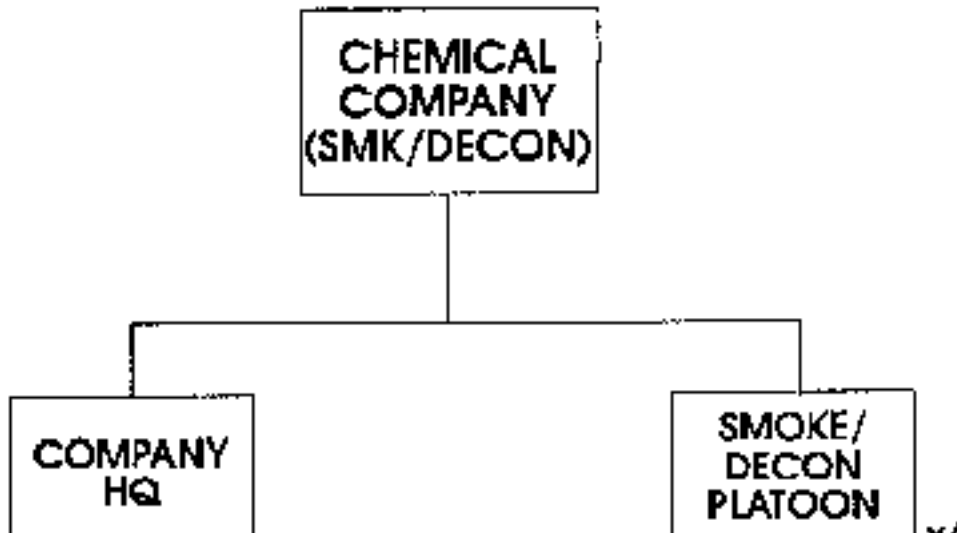 CHEMICAL
COMPANY
(SMK/DECON)
COMPANY
HQ
SMOKE/
DECON
PLATOON